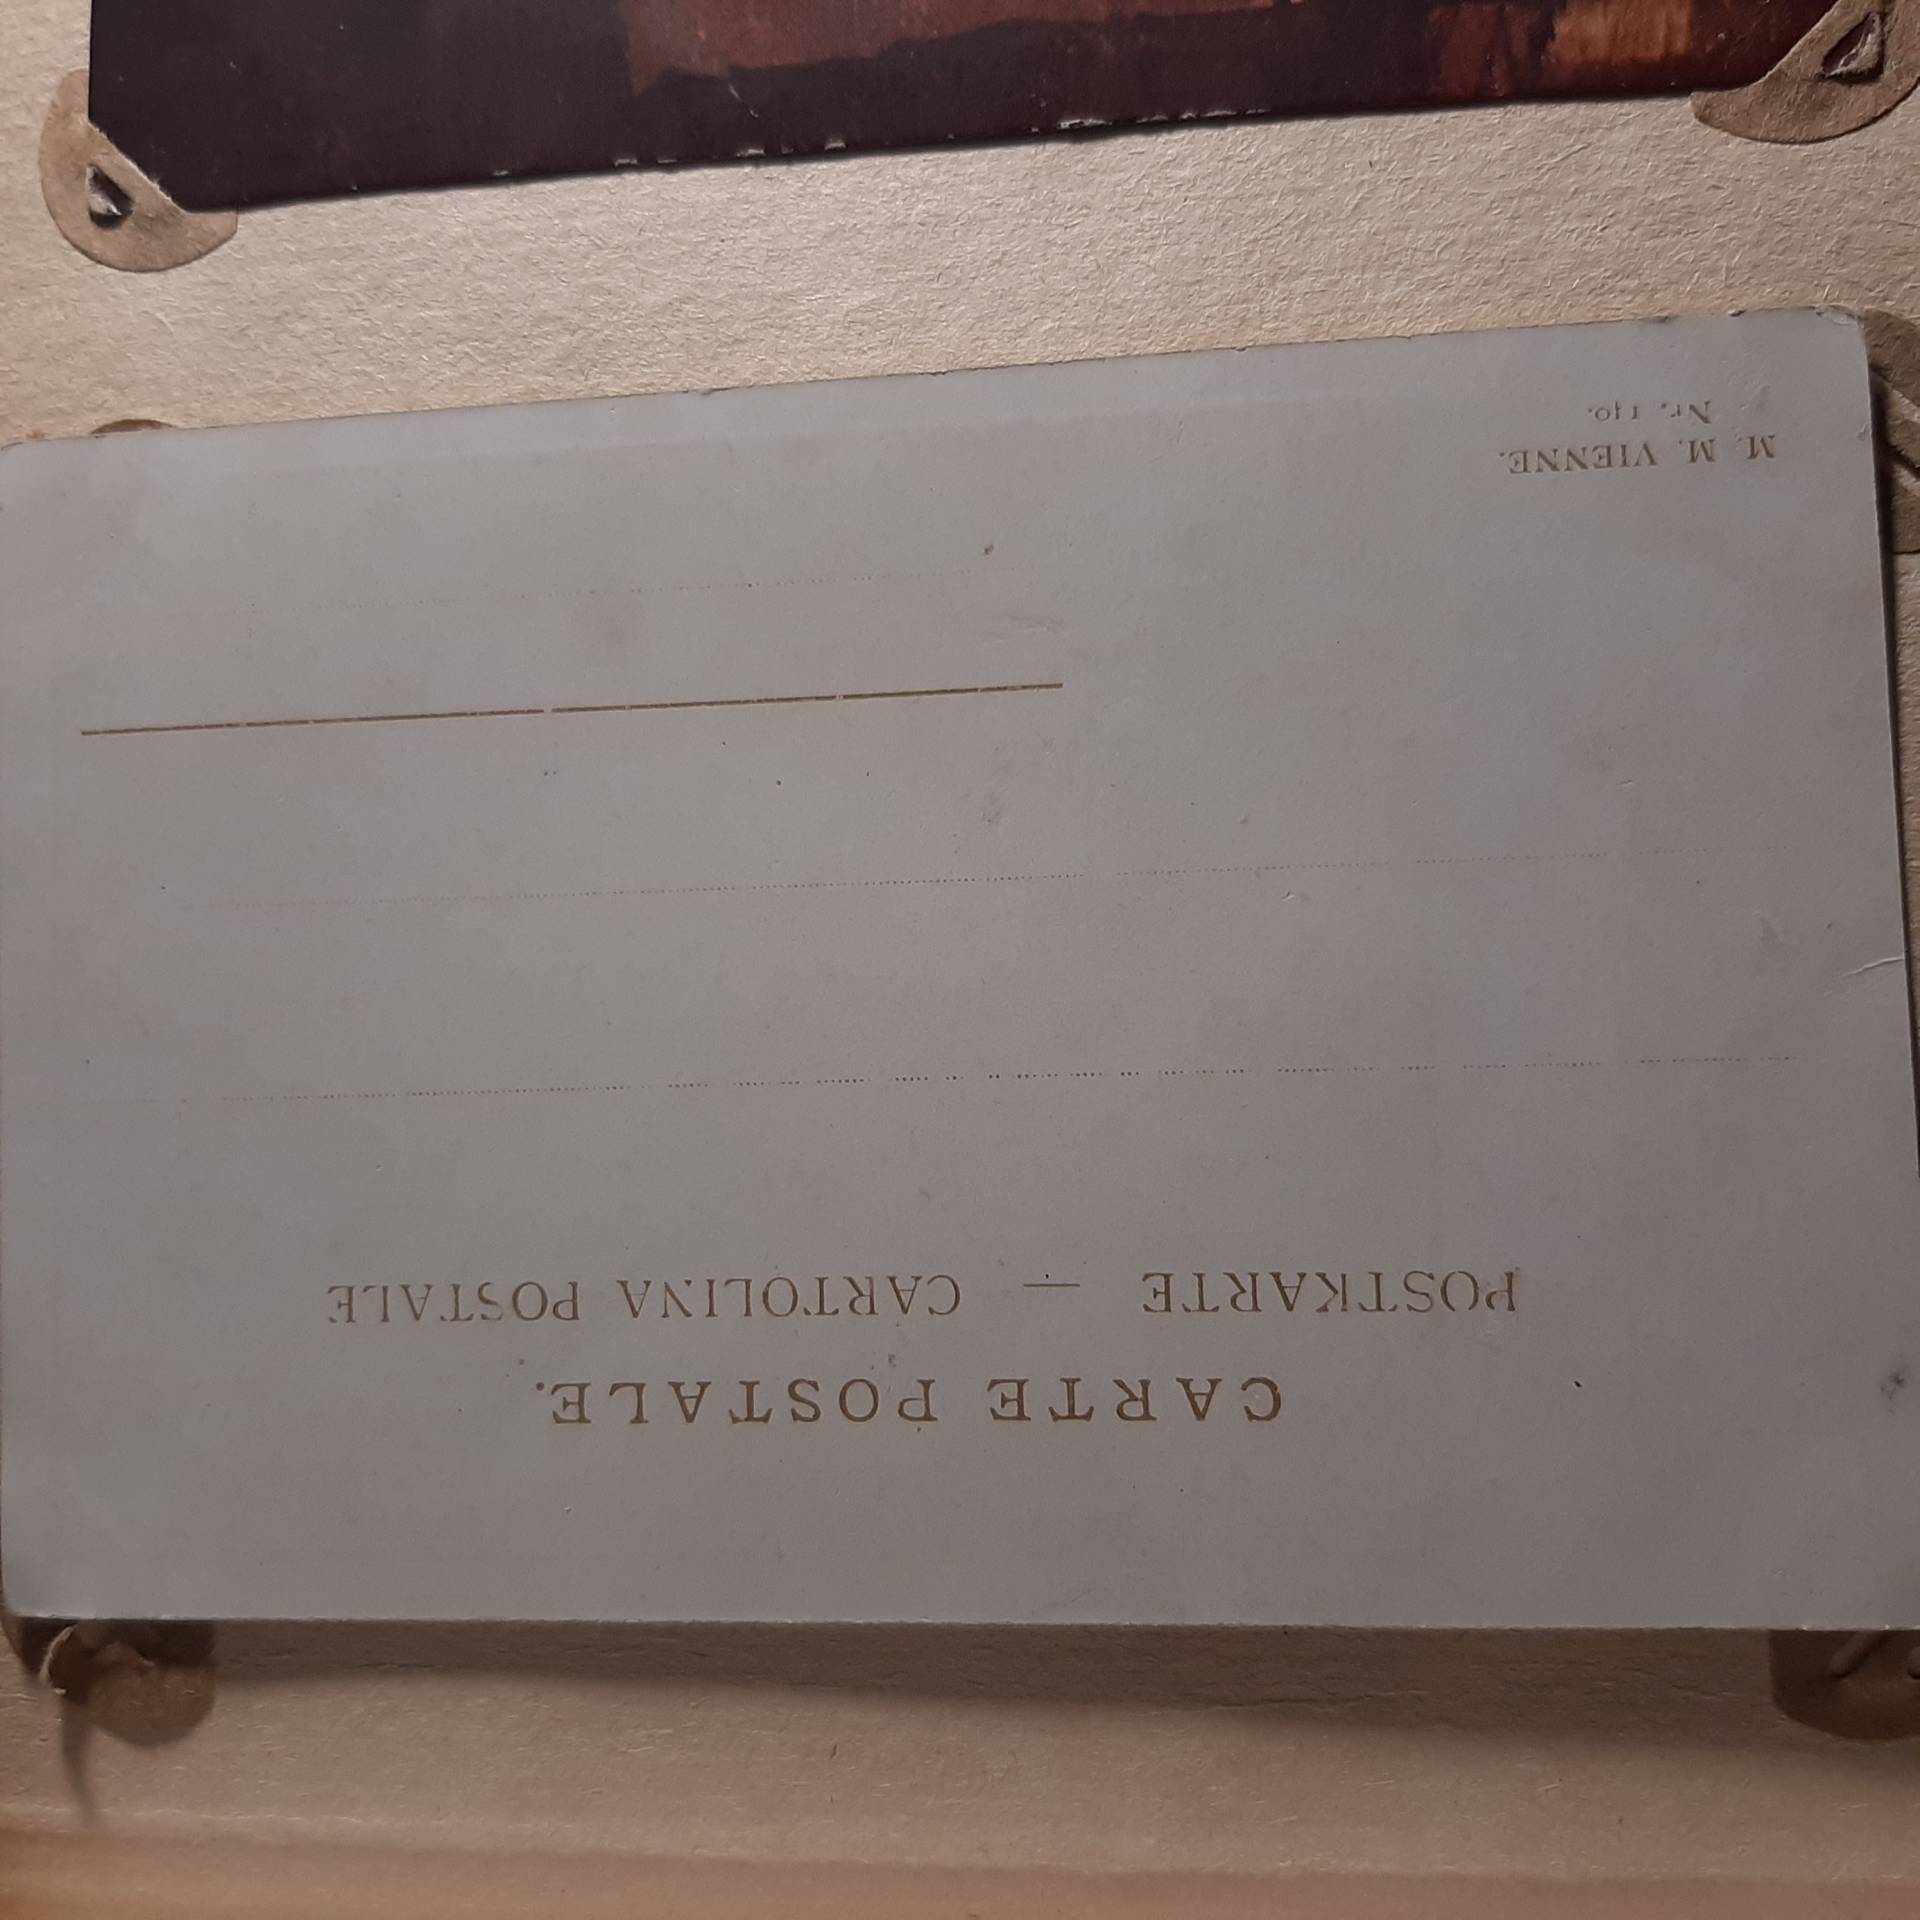 CARTE POSTALE.
POSTKARTE — CARTOLINA POSTALE
M. M. VIENNE.
Nr. 140.